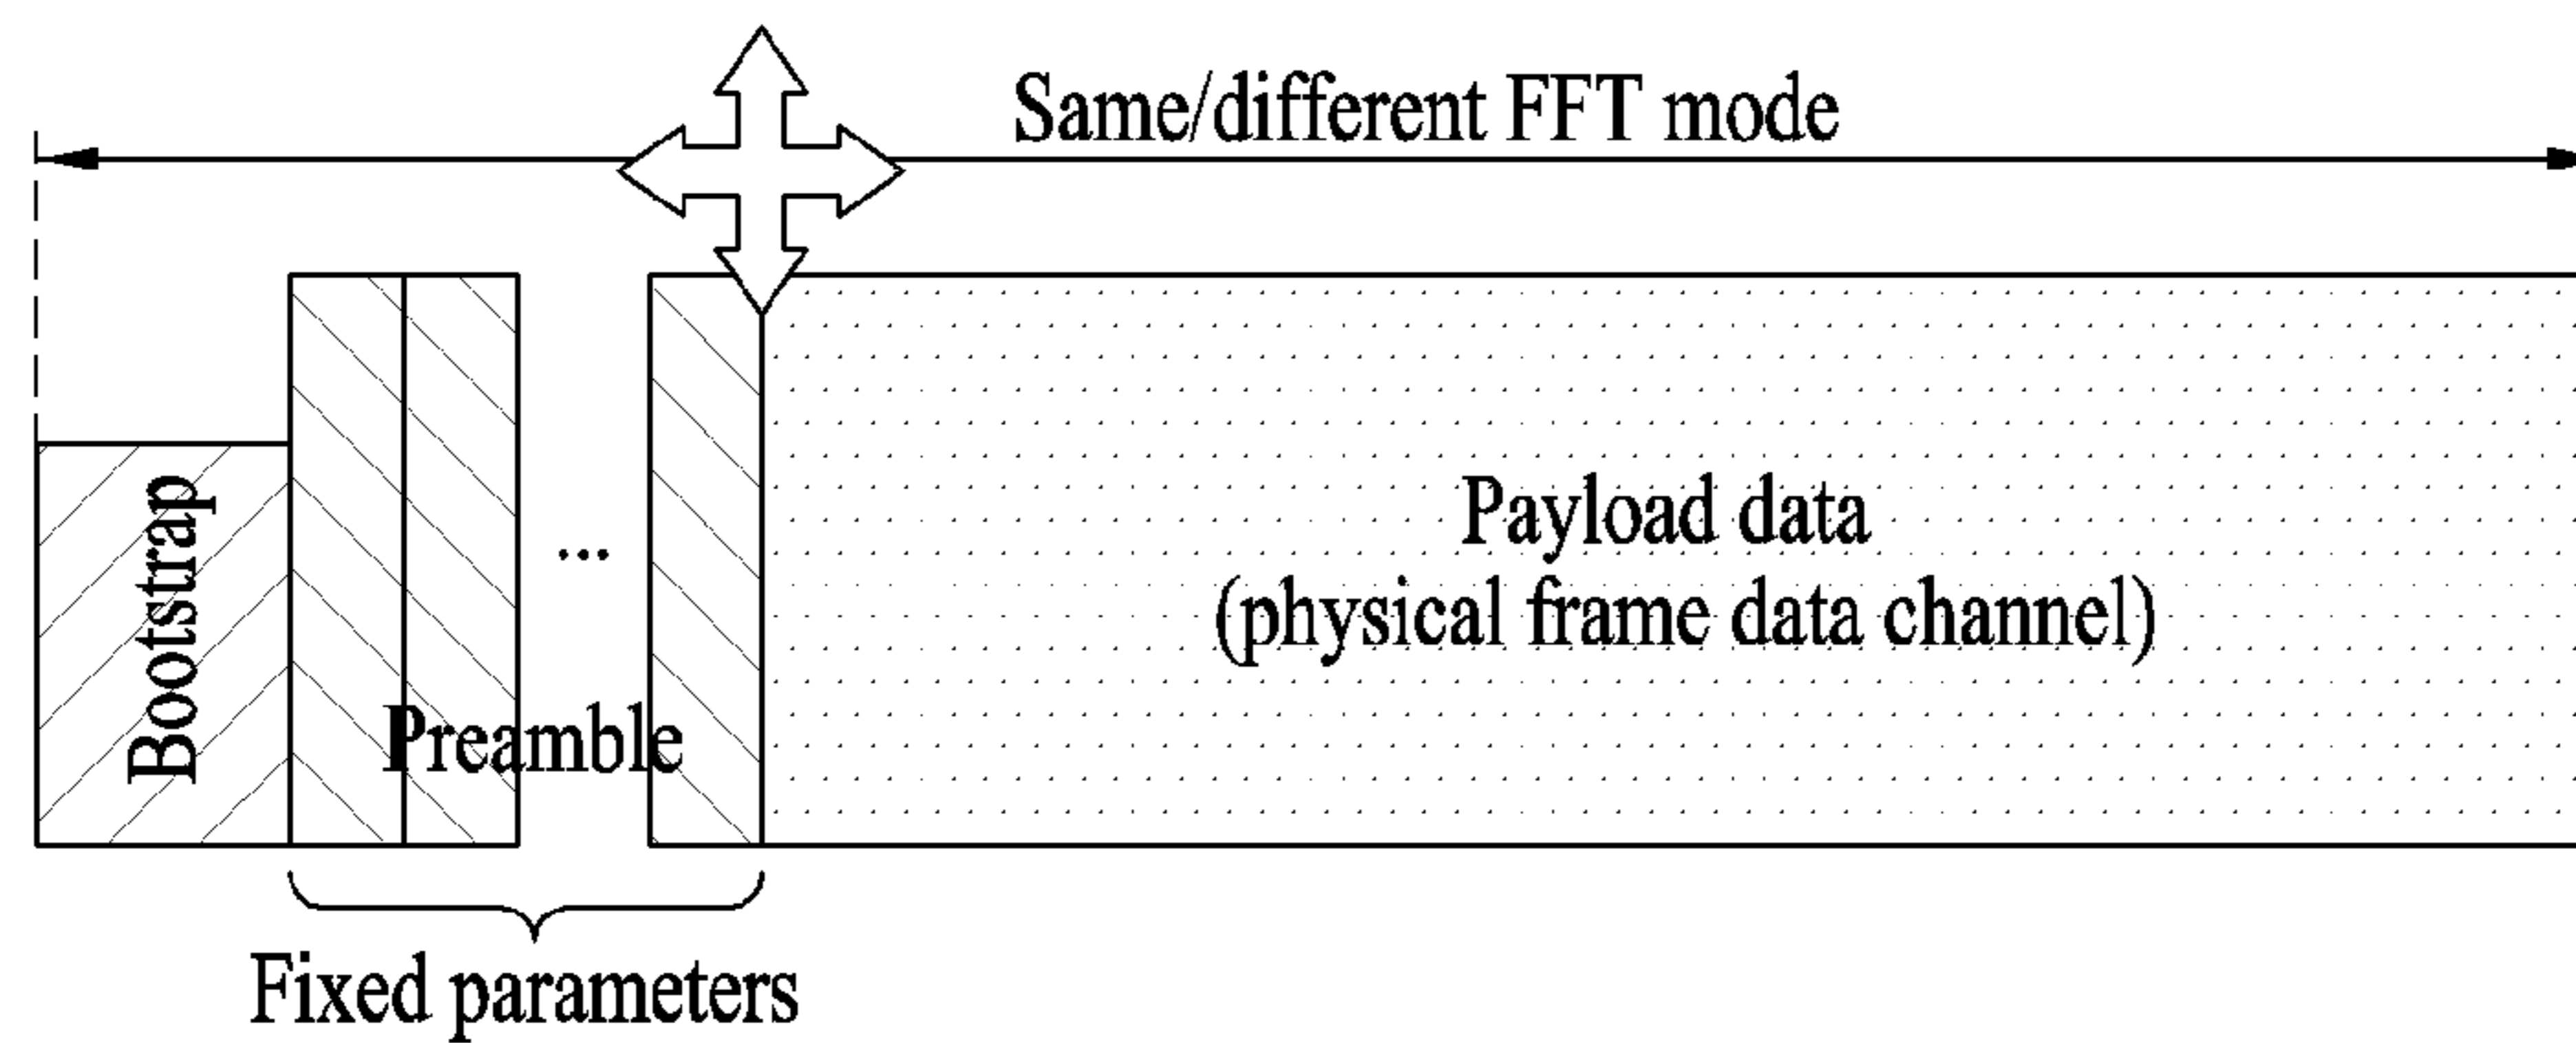 Same/different FFT mode
Bootstrap
Preamble
...
Payload data
(physical frame data channel)
Fixed parameters